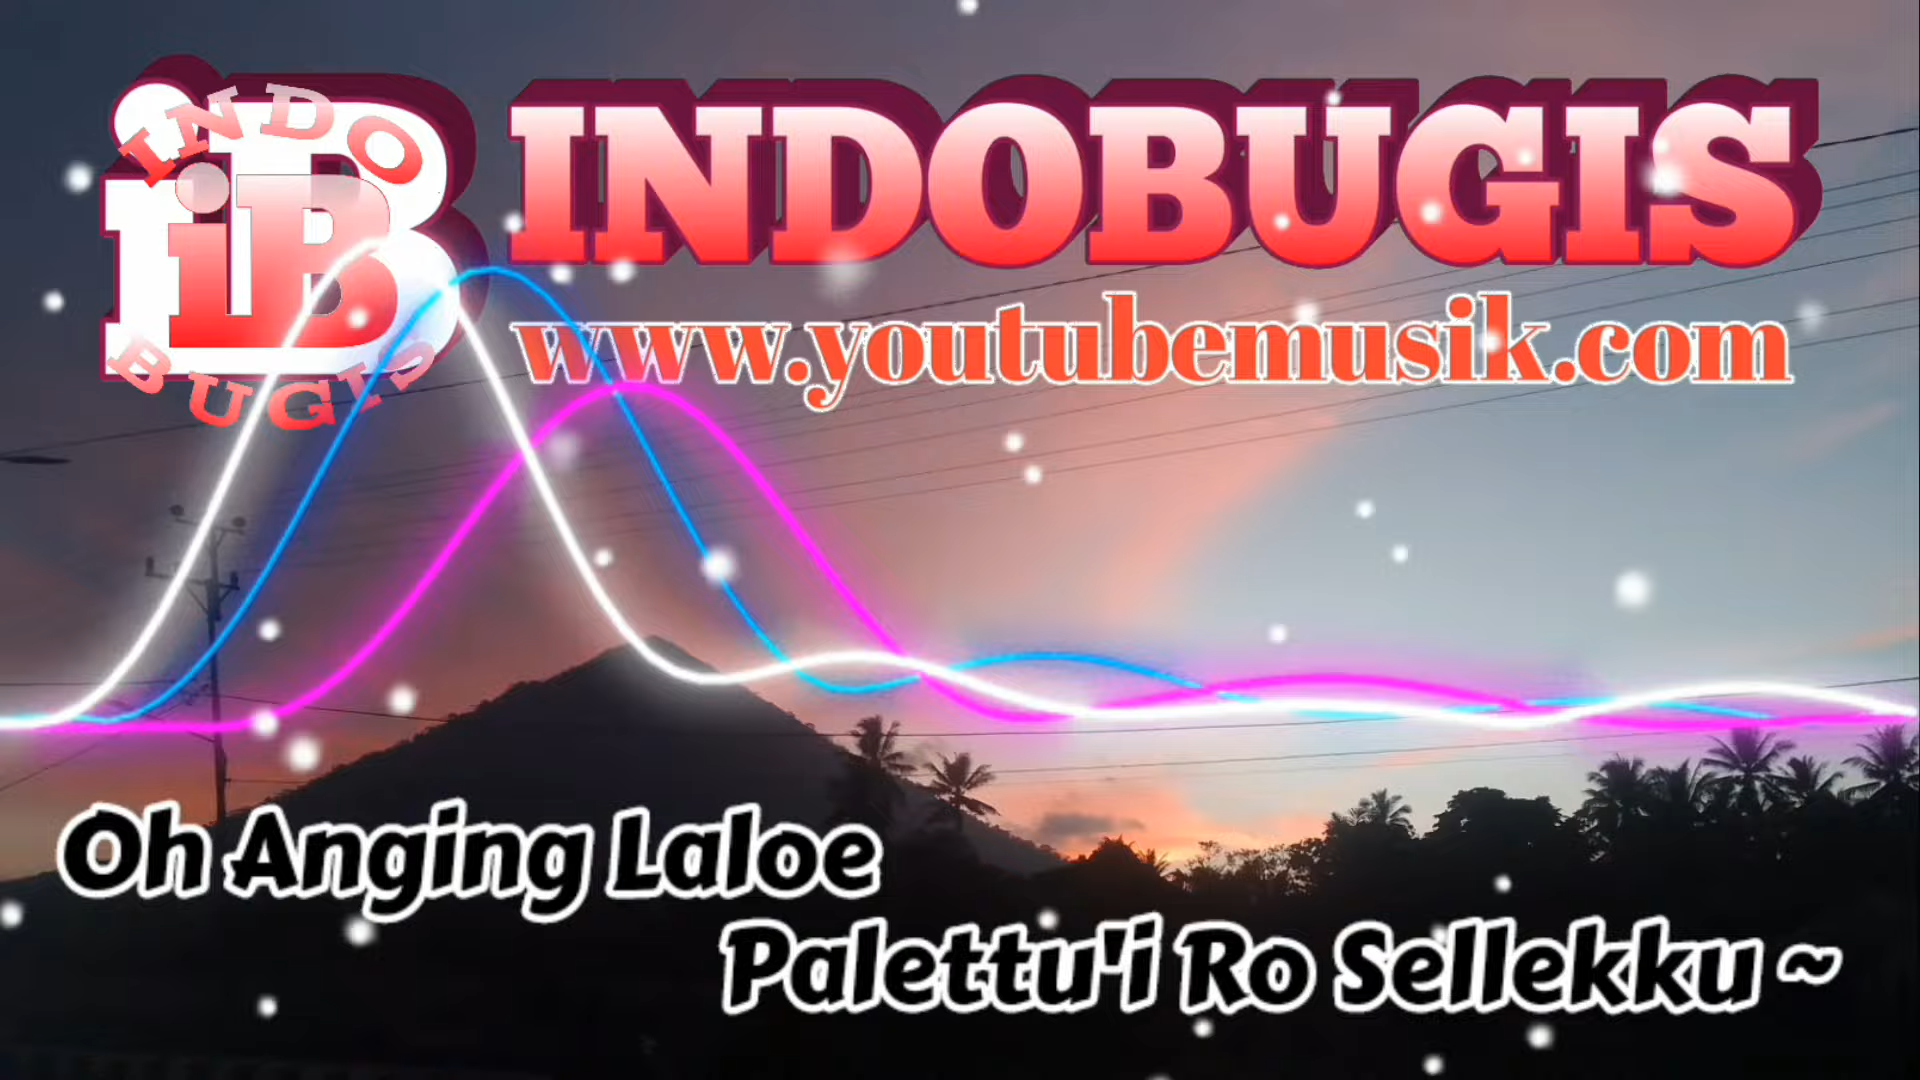 INDO
iB
BUGIS
INDOBUGIS
www.youtubemusik.com
Oh Anging Laloe
Palettu'i Ro Sellekku ~